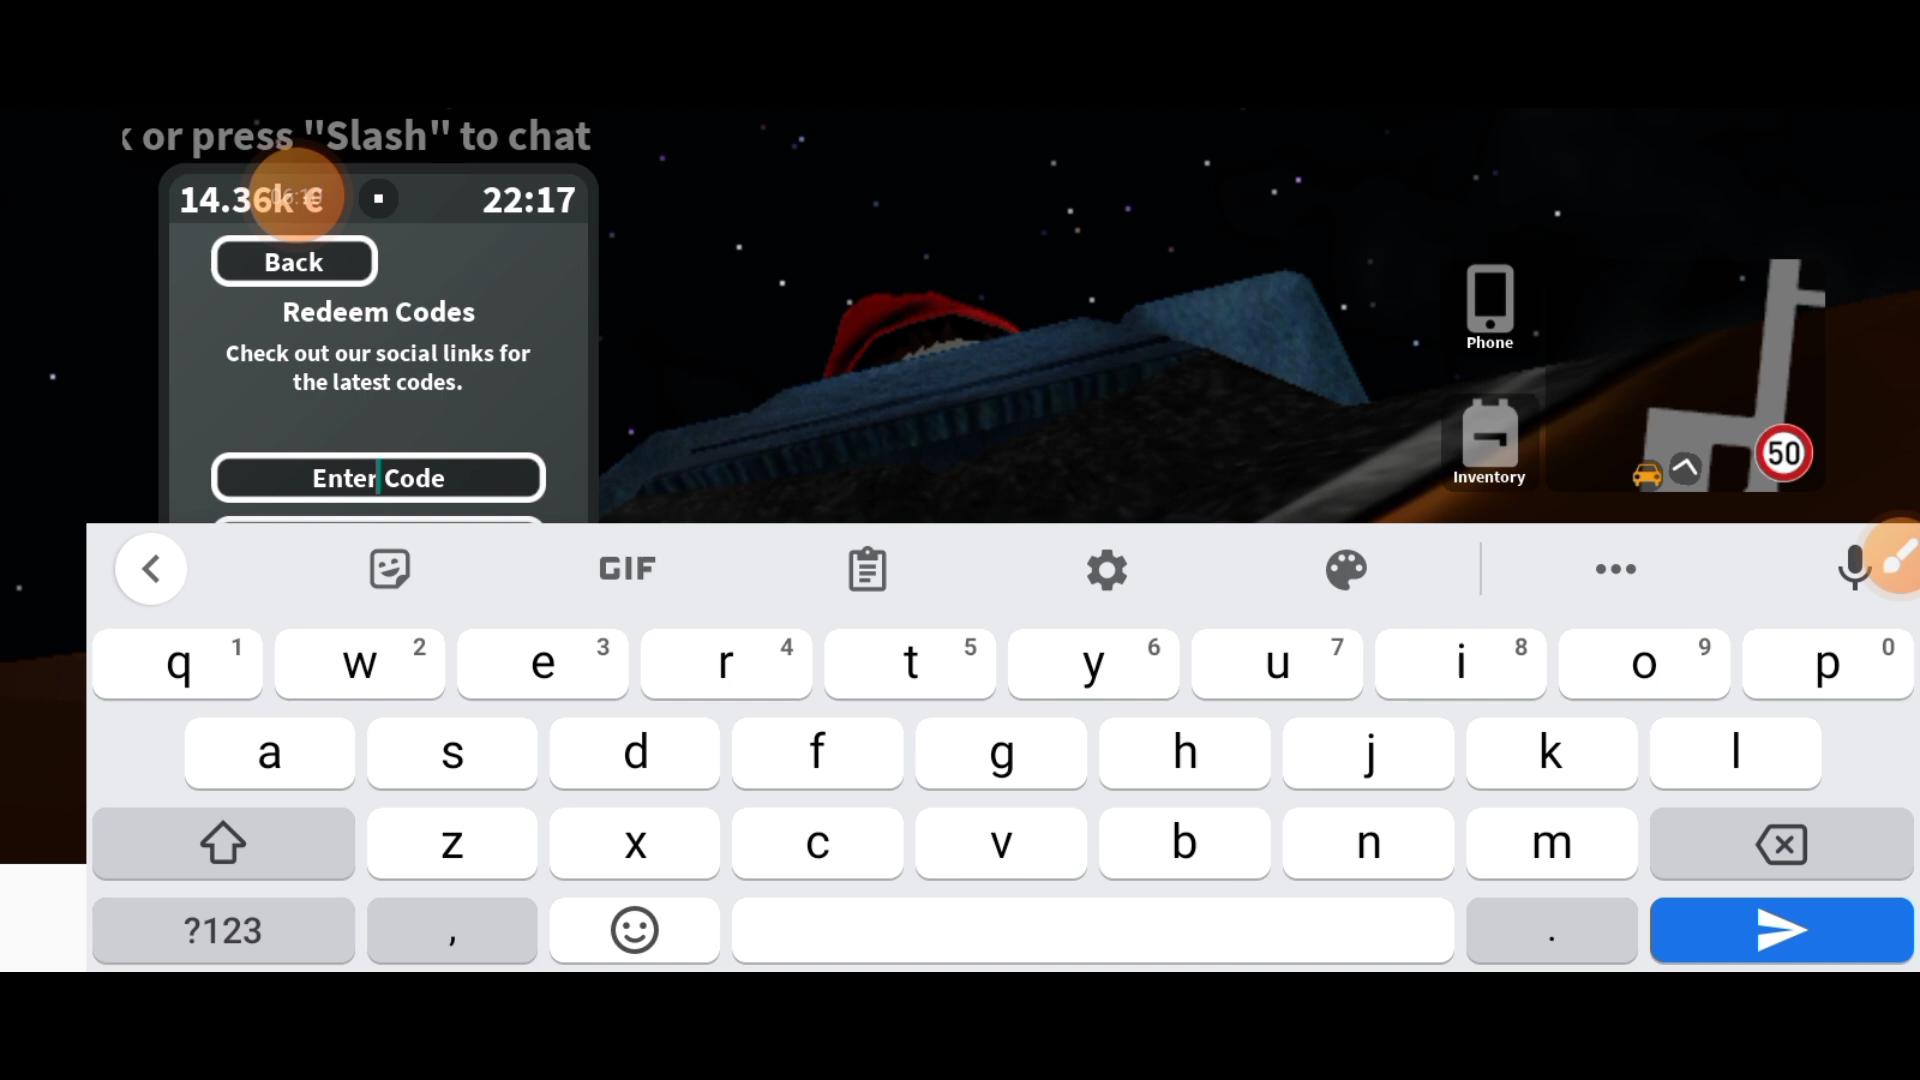 k or press "Slash" to chat
14.36k €
22:17
Back
Redeem Codes
Check out our social links for
the latest codes.
Enter Code
Phone
Inventory
50
GIF
q 1 w 2 e 3 r 4 t 5 y 6 u 7 i 8 o 9 p 0
a s d f g h j k l
z x c v b n m
?123 , .